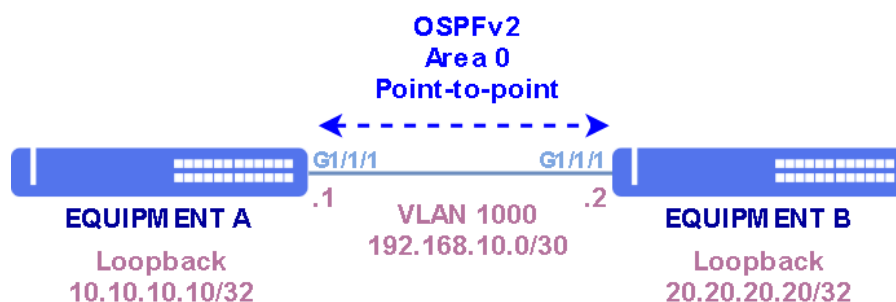 OSPFv2
Area 0
Point-to-point
G1/1/1
G1/1/1
.1
.2
VLAN 1000
192.168.10.0/30
EQUIPMENT A
Loopback
10.10.10.10/32
EQUIPMENT B
Loopback
20.20.20.20/32